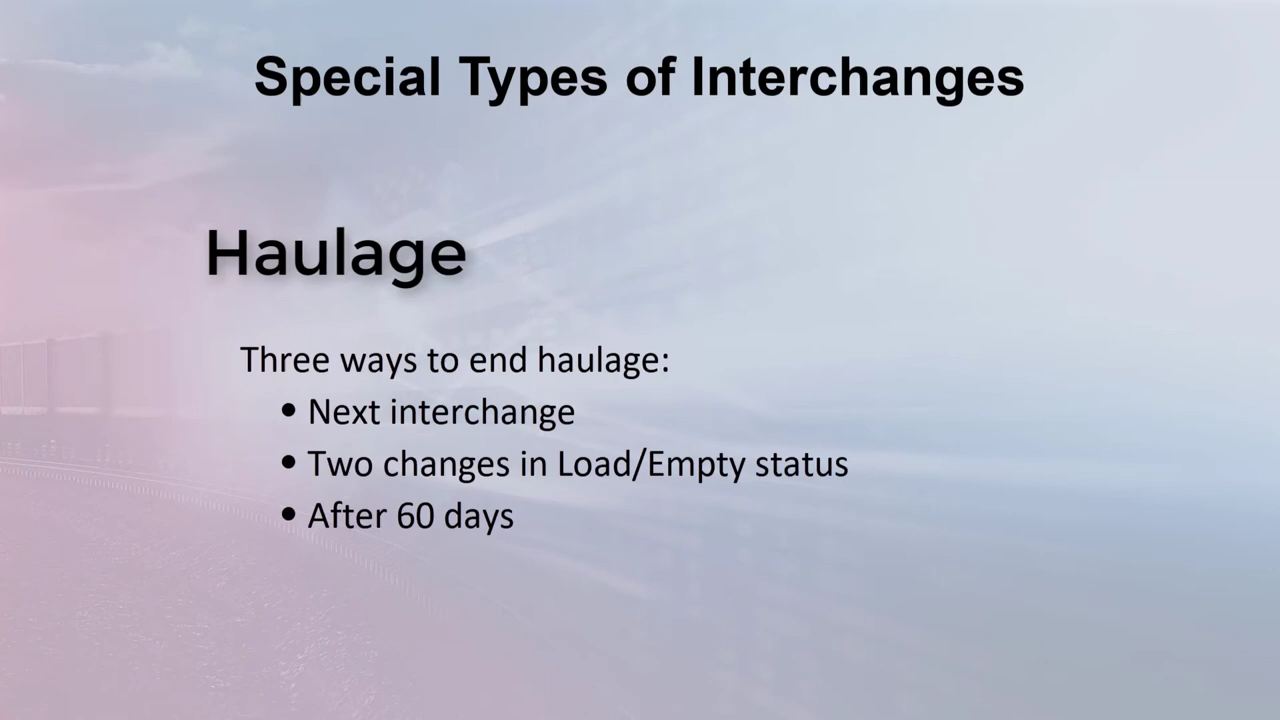 Special Types of Interchanges
Haulage
Three ways to end haulage:
• Next interchange
• Two changes in Load/Empty status
• After 60 days